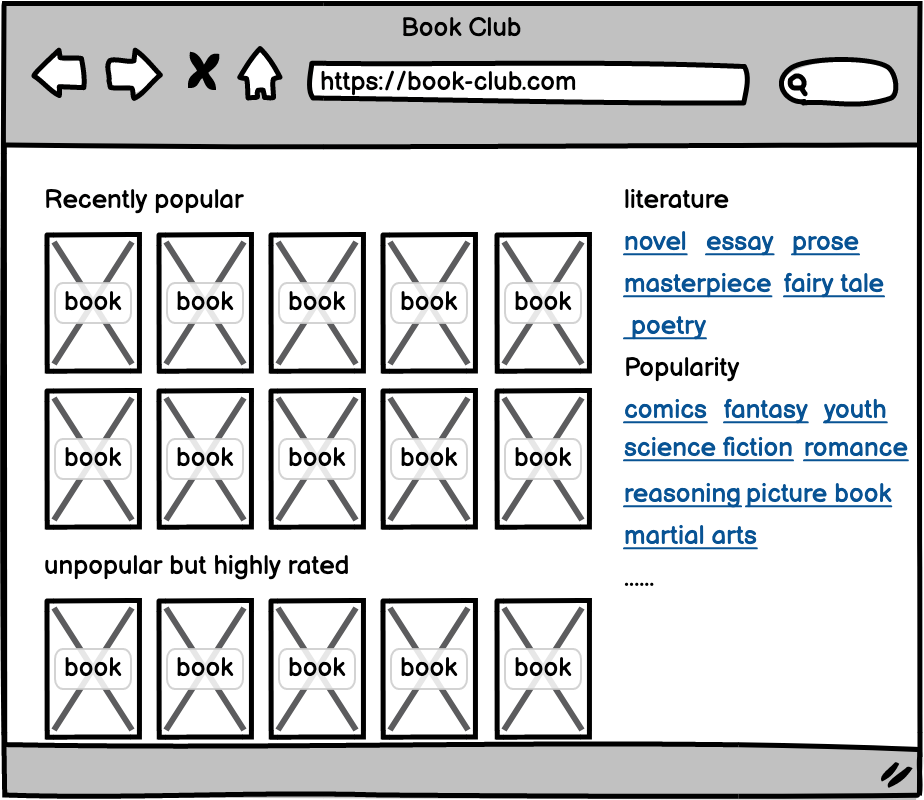 Book Club
https://book-club.com
Recently popular
book book book book book
book book book book book
unpopular but highly rated
book book book book book
literature
novel essay prose
masterpiece fairy tale
poetry
Popularity
comics fantasy youth
science fiction romance
reasoning picture book
martial arts
......